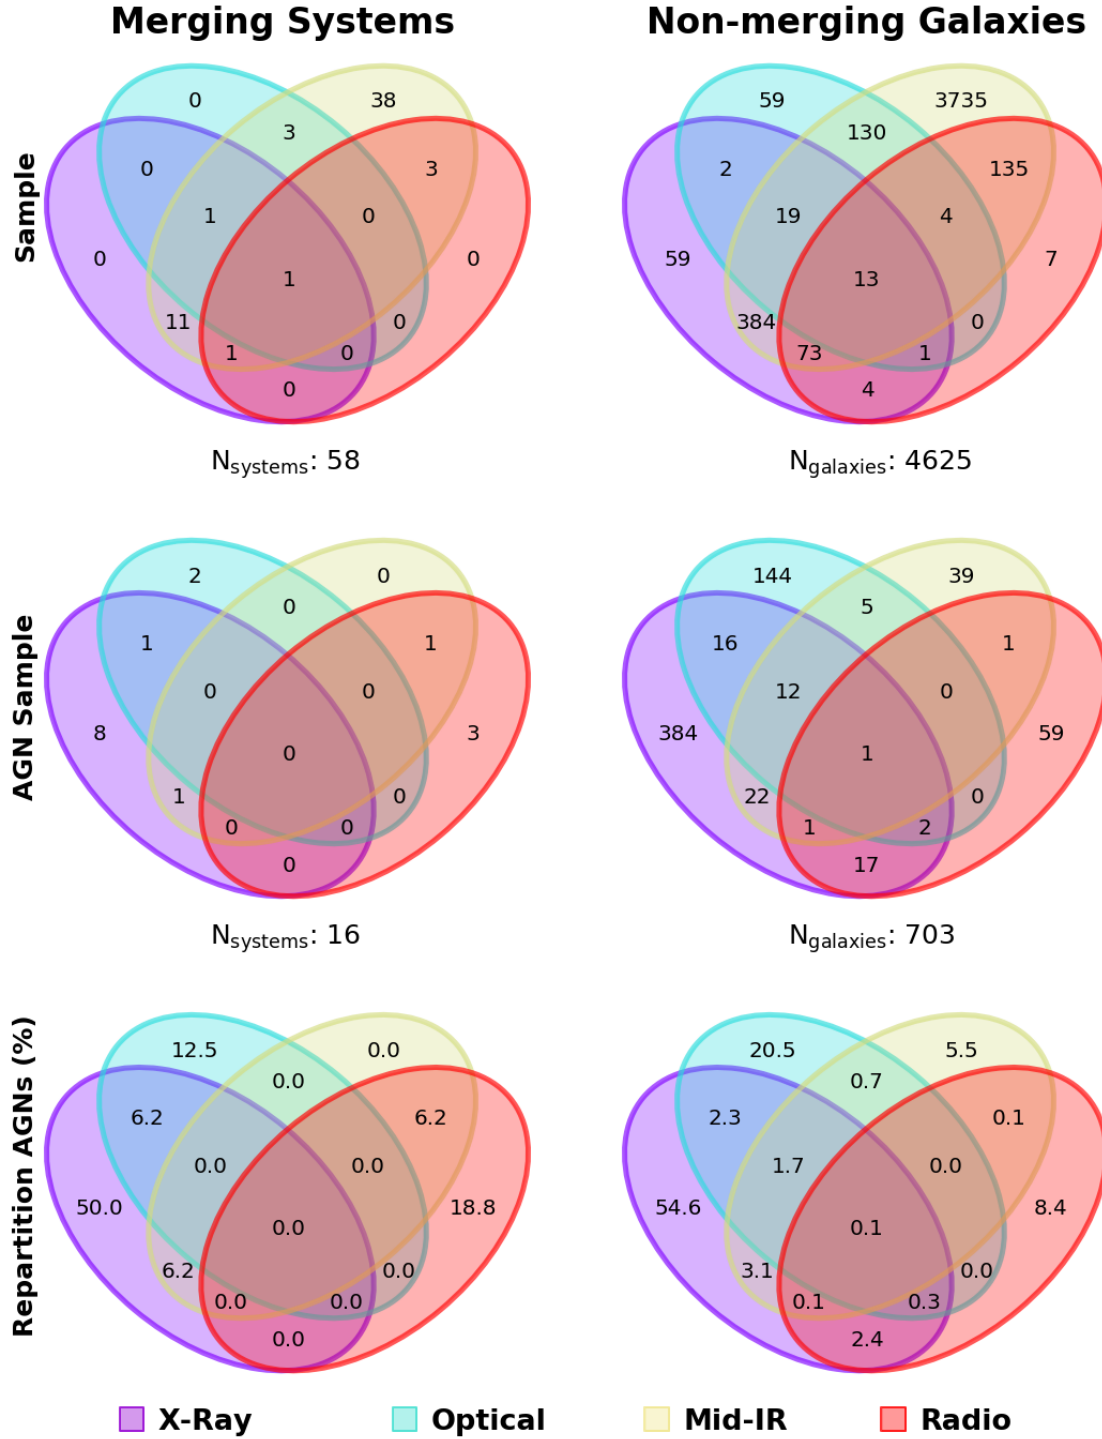 Merging Systems Non-merging Galaxies
Sample
0 38 59 3735
3 130
0 3 2 135
1 0 19 4
0 0 59 7
1 13
11 0 384 0
1 0 73 1
0 4
Nsystems: 58 Ngalaxies: 4625
AGN Sample
2 0 144 39
0 5
1 1 16 1
0 0 12 0
8 3 384 59
0 1
1 0 22 0
0 0 1 2
0 17
Nsystems: 16 Ngalaxies: 703
Repartition AGNs (%)
12.5 0.0 20.5 5.5
0.0 0.7
6.2 6.2 2.3 0.1
0.0 0.0 1.7 0.0
50.0 18.8 54.6 8.4
0.0 0.1
6.2 0.0 3.1 0.0
0.0 0.0 0.1 0.3
0.0 2.4
X-Ray Optical Mid-IR Radio